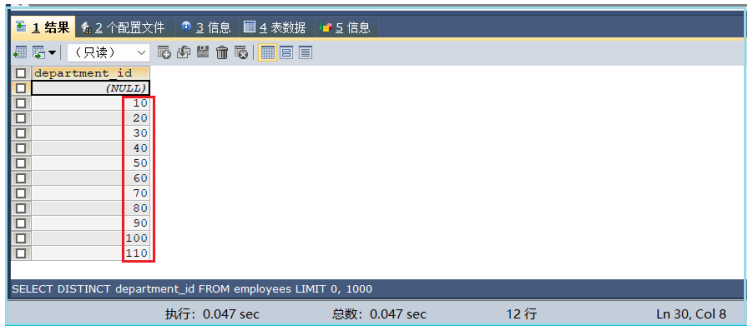 1 结果 2 个配置文件 3 信息 4 表数据 5 信息
（只读）
department_id
(NULL)
10
20
30
40
50
60
70
80
90
100
110
SELECT DISTINCT department_id FROM employees LIMIT 0, 1000
执行: 0.047 sec 总数: 0.047 sec 12 行 Ln 30, Col 8